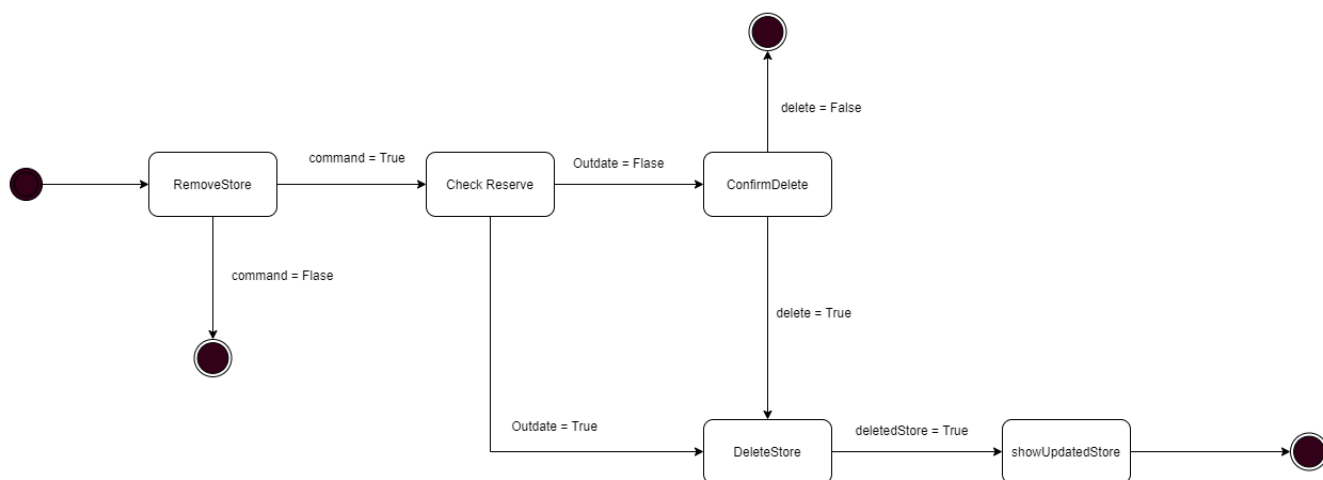 delete = False
command = True
Outdate = Flase
RemoveStore
Check Reserve
ConfirmDelete
command = Flase
delete = True
Outdate = True
deletedStore = True
DeleteStore
showUpdatedStore